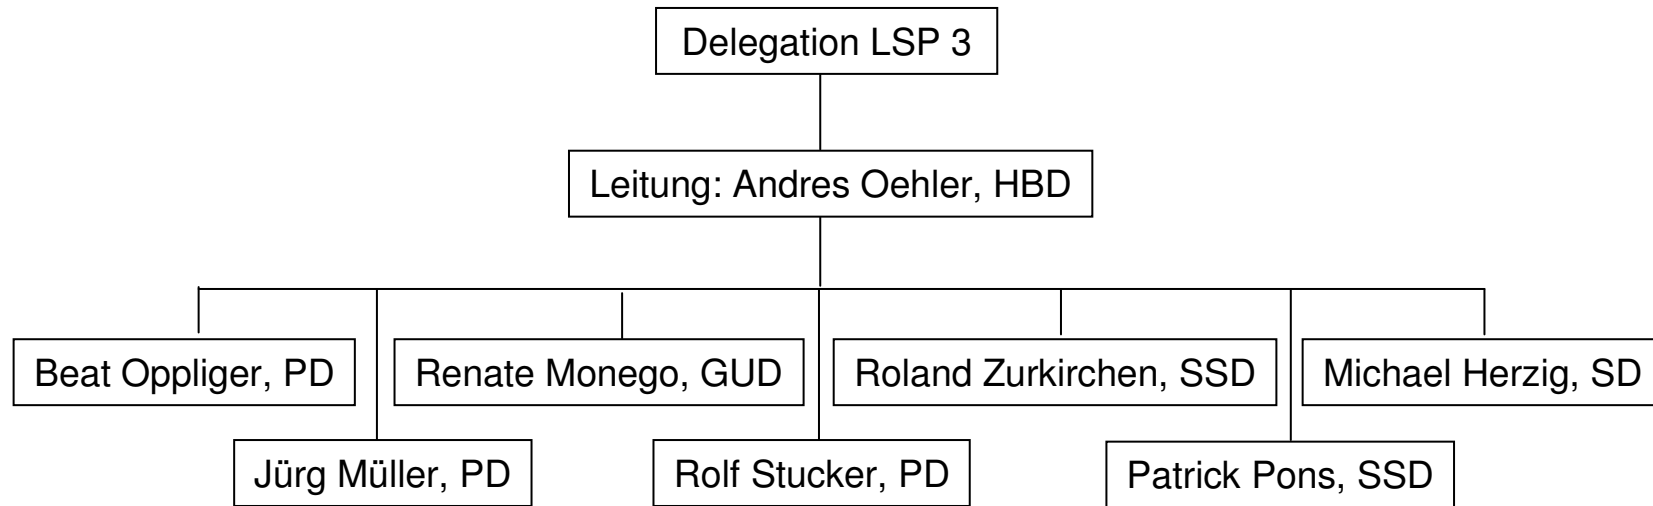 Delegation LSP 3
Leitung: Andres Oehler, HBD
Beat Oppliger, PD
Renate Monego, GUD
Roland Zurkirchen, SSD
Michael Herzig, SD
Jürg Müller, PD
Rolf Stucker, PD
Patrick Pons, SSD